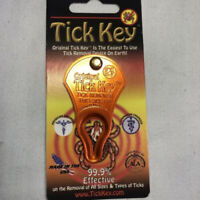 Tick Key
Original Tick Key™ Is The Easiest To Use
Tick Removal Device On Earth!
Original
Tick Key
99.9%
Effective
on the Removal of All Sizes & Types of Ticks
www.TickKey.com